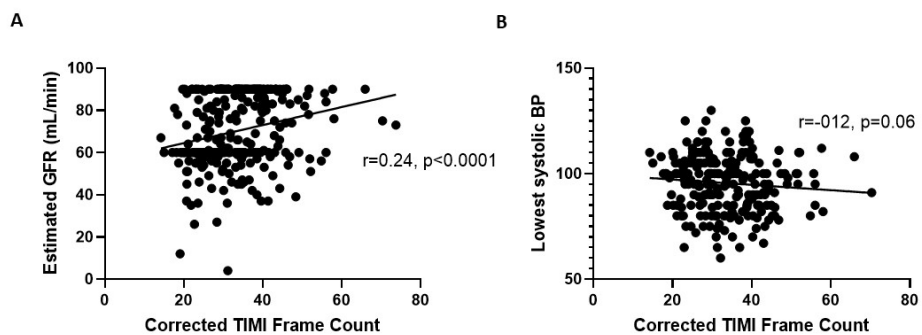 A
B
Estimated GFR (mL/min)
100
80
60
40
20
0
0
20
40
60
80
r=0.24, p<0.0001
Corrected TIMI Frame Count
Lowest systolic BP
150
100
50
0
20
40
60
80
r=-012, p=0.06
Corrected TIMI Frame Count